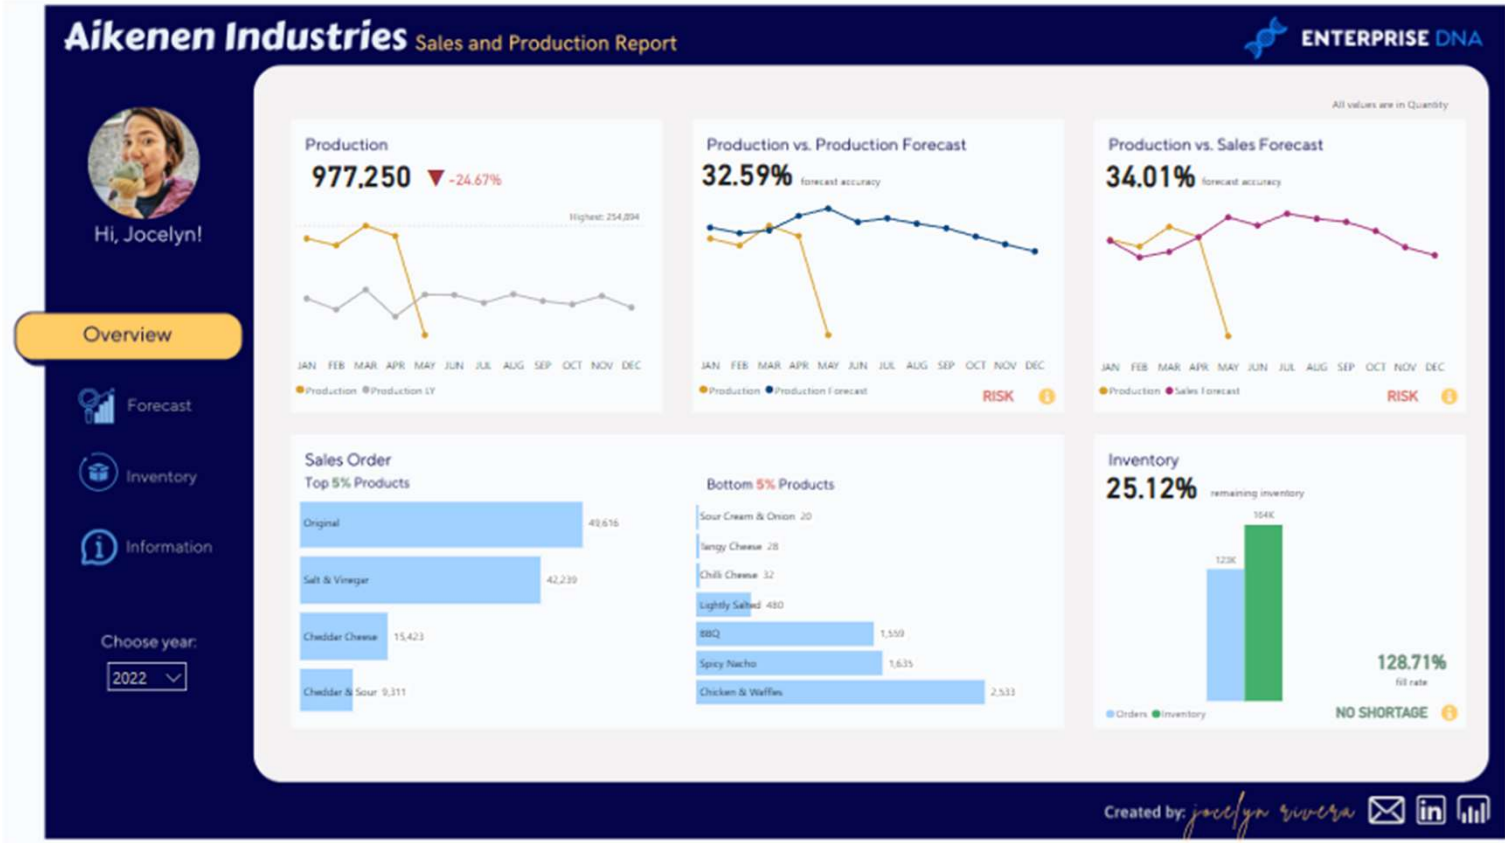 Aikenen Industries Sales and Production Report
ENTERPRISE DNA
All values are in Quantity
Hi, Jocelyn!
Overview
Forecast
Inventory
Information
Choose year:
2022
Production
977,250 ▼ -24.67%
Highest: 254,894
JAN FEB MAR APR MAY JUN JUL AUG SEP OCT NOV DEC
Production Production LY
Production vs. Production Forecast
32.59% forecast accuracy
JAN FEB MAR APR MAY JUN JUL AUG SEP OCT NOV DEC
Production Production Forecast
RISK i
Production vs. Sales Forecast
34.01% forecast accuracy
JAN FEB MAR APR MAY JUN JUL AUG SEP OCT NOV DEC
Production Sales Forecast
RISK i
Sales Order
Top 5% Products
Original 49,616
Salt & Vinegar 42,239
Cheddar Cheese 15,423
Cheddar & Sour 9,311
Bottom 5% Products
Sour Cream & Onion 20
Tangy Cheese 28
Chilli Cheese 32
Lightly Salted 480
BBQ 1,559
Spicy Nacho 1,635
Chicken & Waffles 2,533
Inventory
25.12% remaining inventory
164K
123K
128.71%
fill rate
Orders Inventory
NO SHORTAGE i
Created by: jocelyn rivera
in